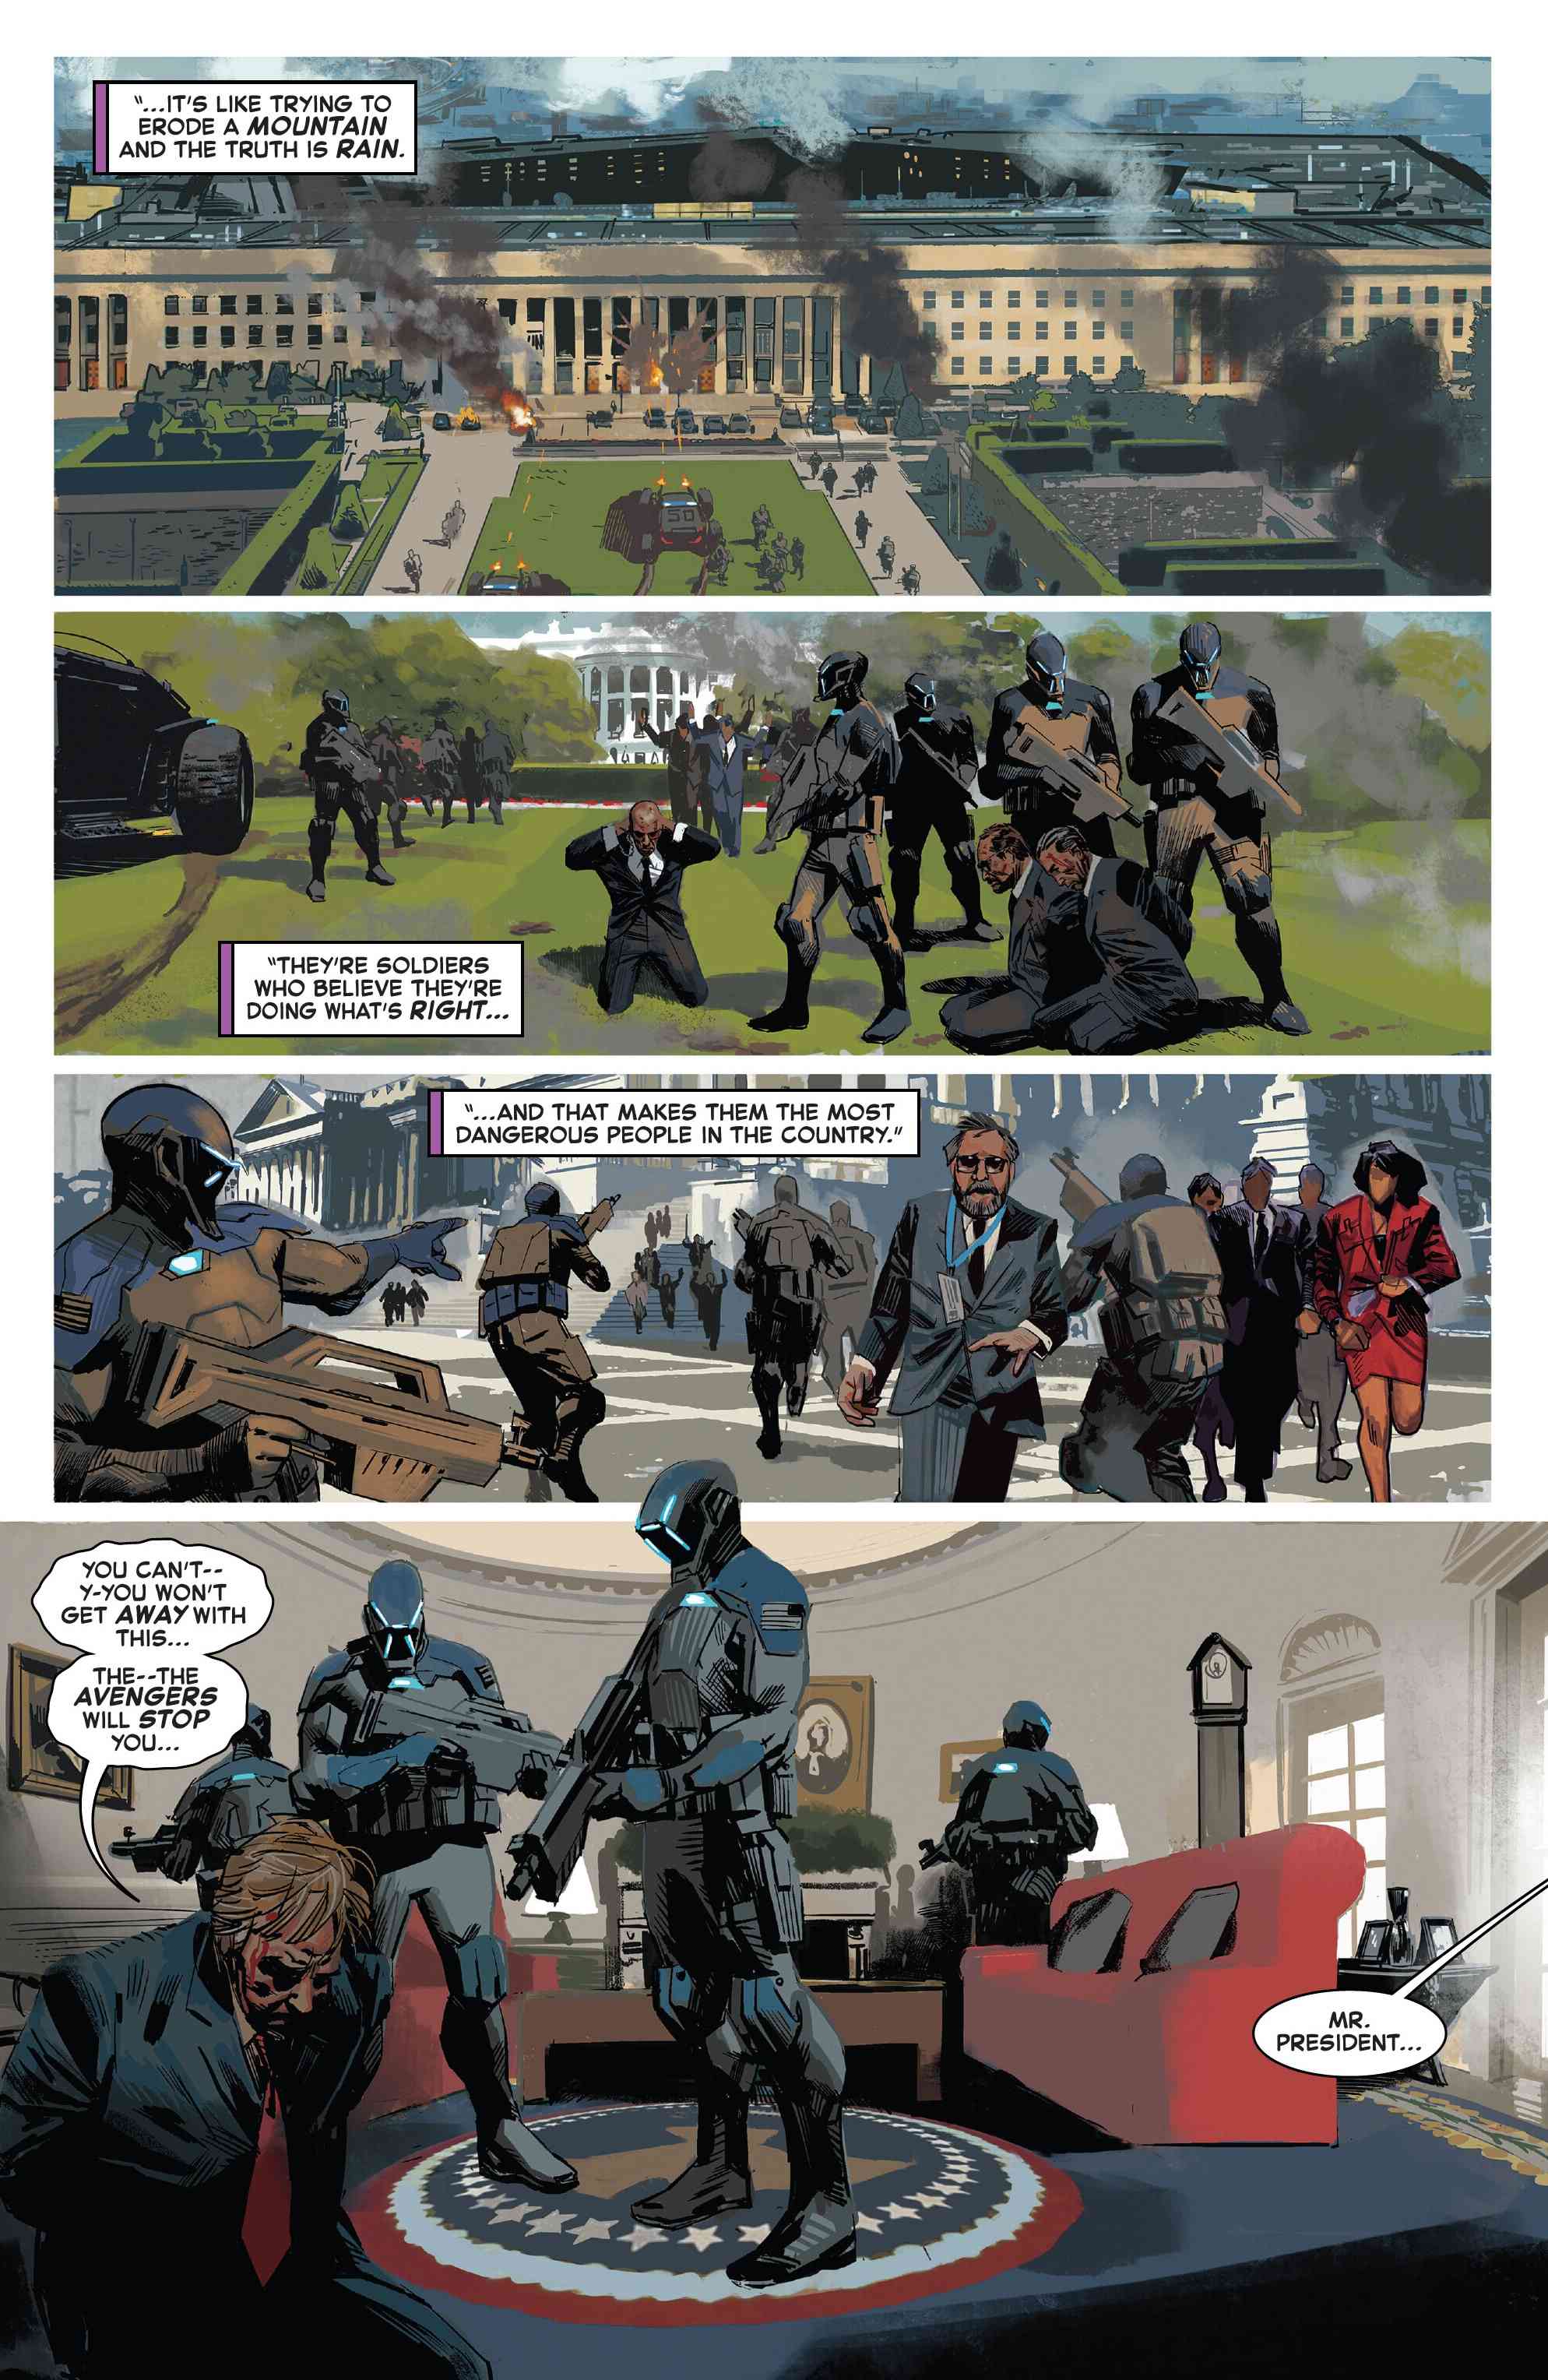 "...IT'S LIKE TRYING TO
ERODE A MOUNTAIN
AND THE TRUTH IS RAIN.
50
"THEY'RE SOLDIERS
WHO BELIEVE THEY'RE
DOING WHAT'S RIGHT...
"...AND THAT MAKES THEM THE MOST
DANGEROUS PEOPLE IN THE COUNTRY."
YOU CAN'T--
Y-YOU WON'T
GET AWAY WITH
THIS...
THE--THE
AVENGERS
WILL STOP
YOU...
MR.
PRESIDENT...